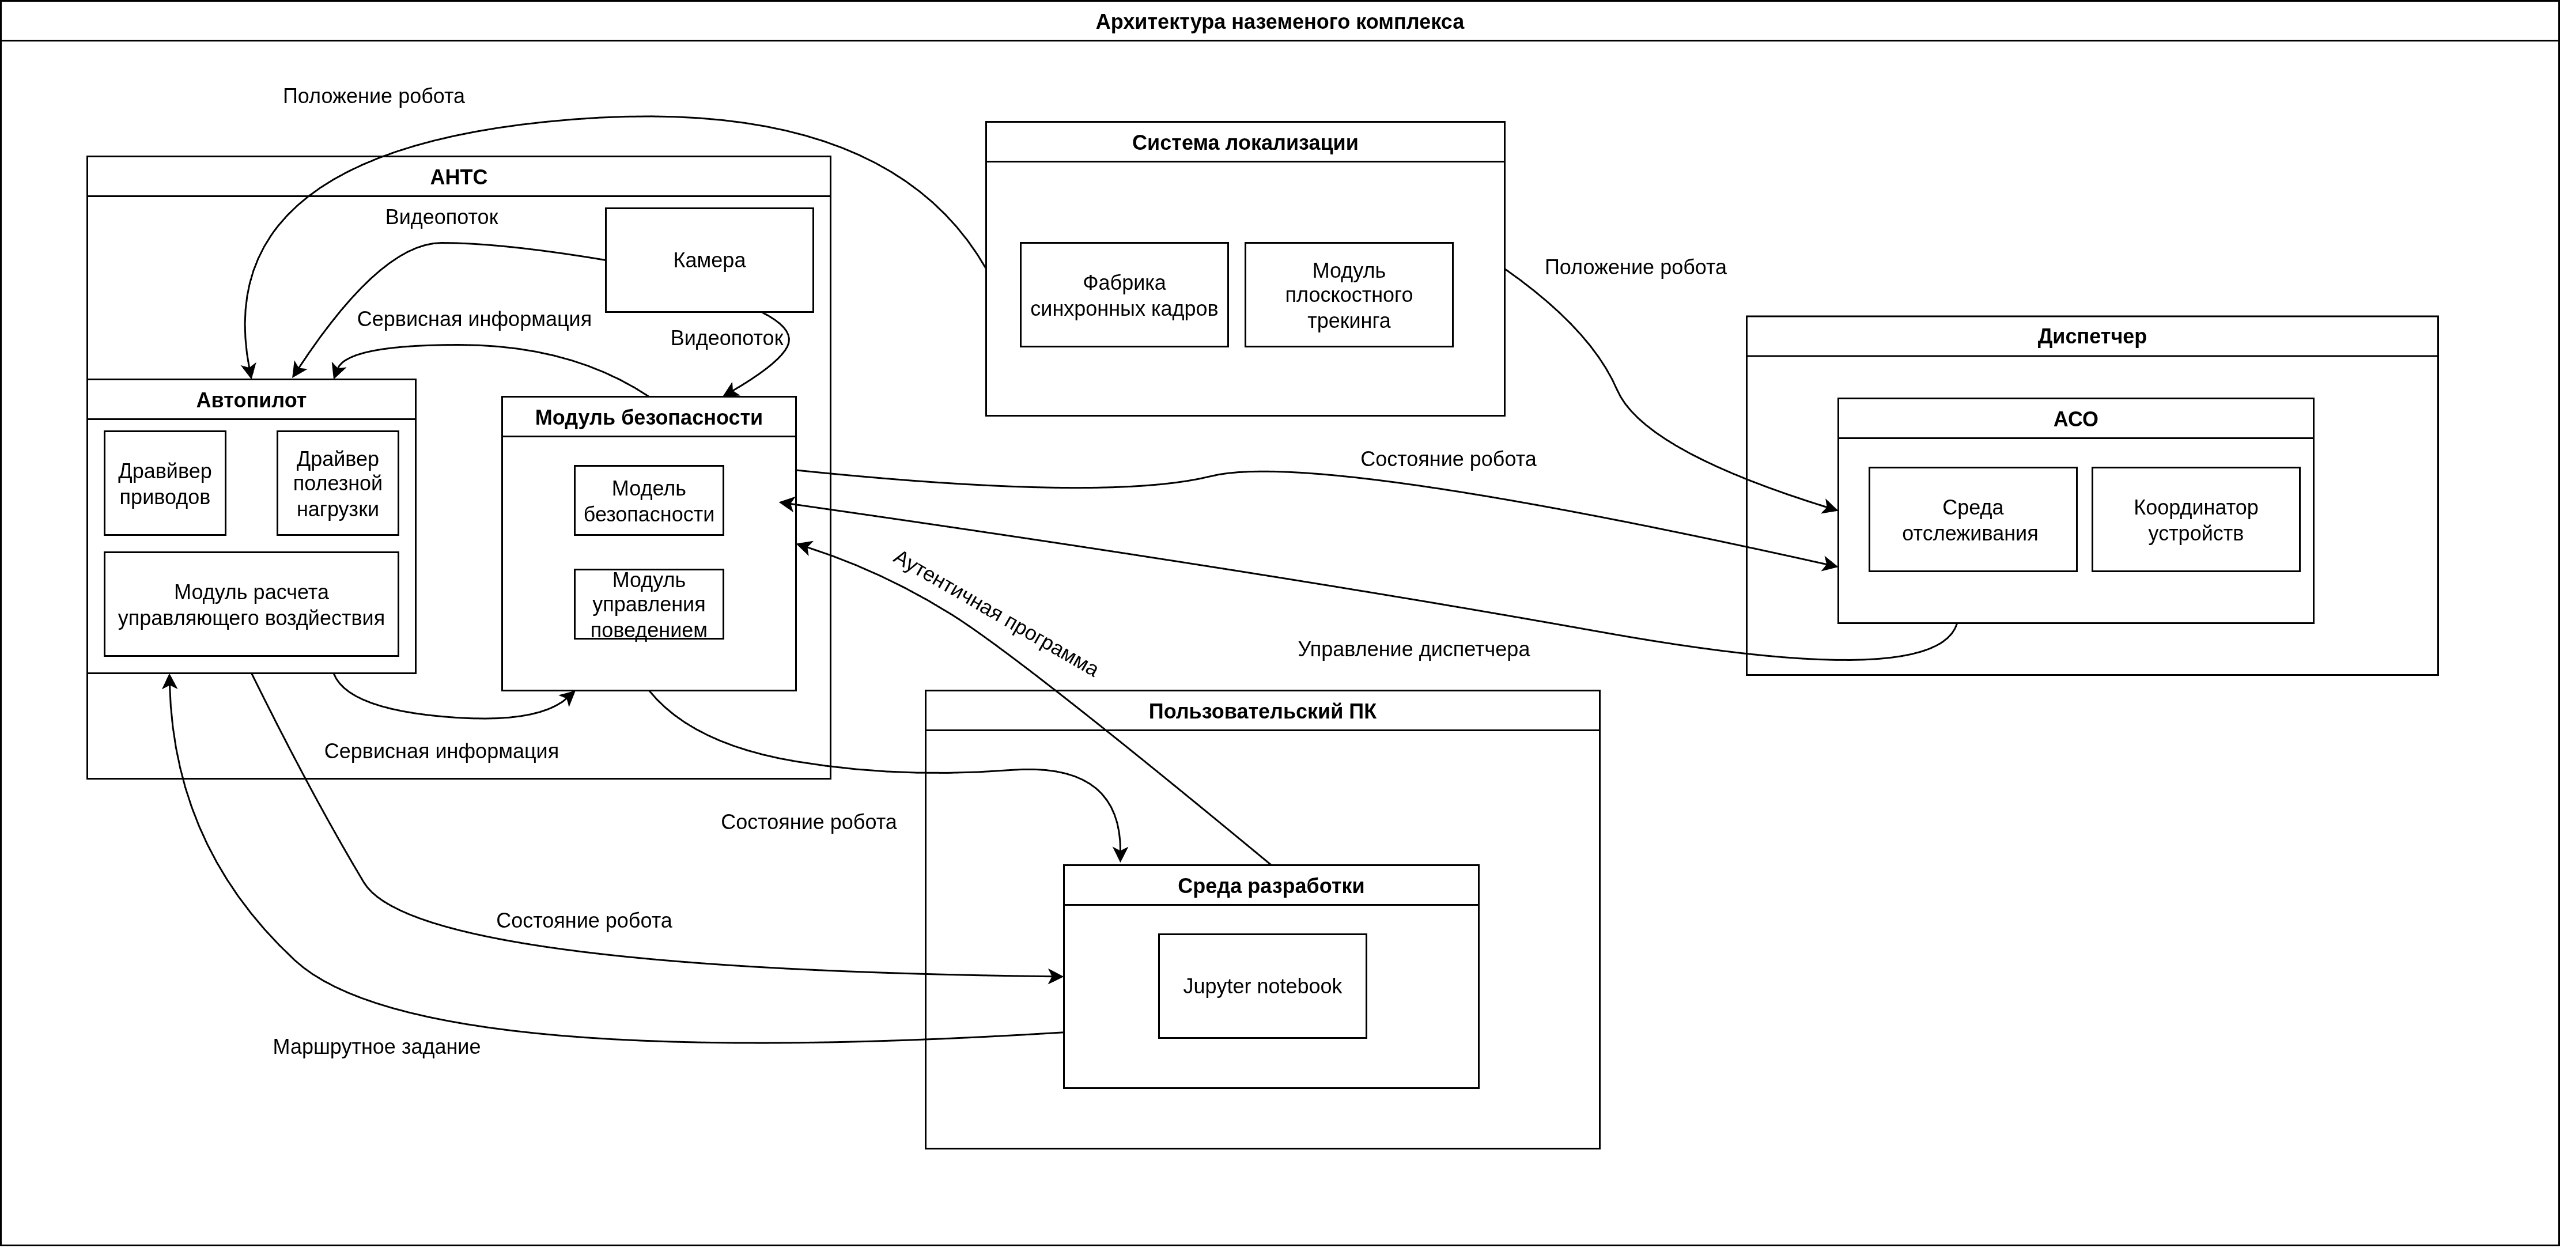 Архитектура наземеного комплекса
Положение робота
АНТС
Видеопоток
Камера
Сервисная информация
Видеопоток
Автопилот
Дравйвер
приводов
Драйвер
полезной
нагрузки
Модуль расчета
управляющего воздйествия
Модуль безопасности
Модель
безопасности
Модуль
управления
поведением
Сервисная информация
Система локализации
Фабрика
синхронных кадров
Модуль
плоскостного
трекинга
Положение робота
Диспетчер
АСО
Среда
отслеживания
Координатор
устройств
Состояние робота
Аутентичная программа
Управление диспетчера
Пользовательский ПК
Состояние робота
Среда разработки
Jupyter notebook
Состояние робота
Маршрутное задание